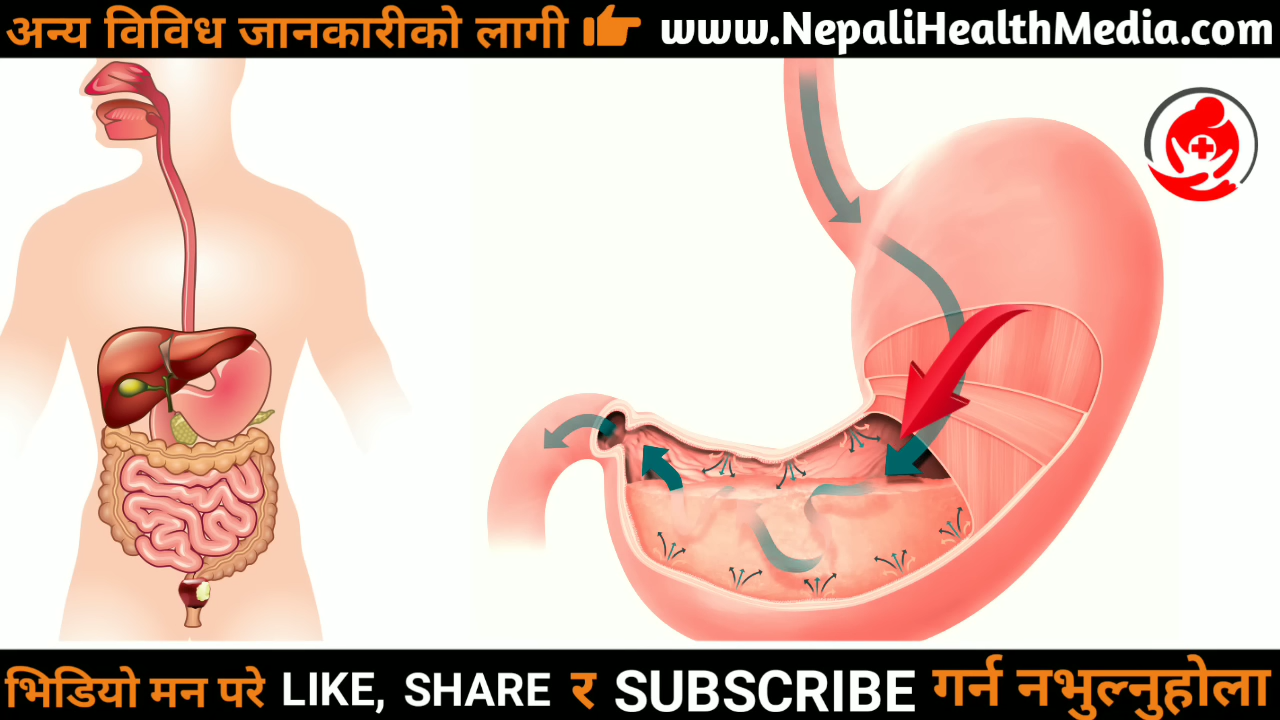 अन्य विविध जानकारीको लागी www.NepaliHealthMedia.com
भिडियो मन परे LIKE, SHARE र SUBSCRIBE गर्न नभुल्नुहोला